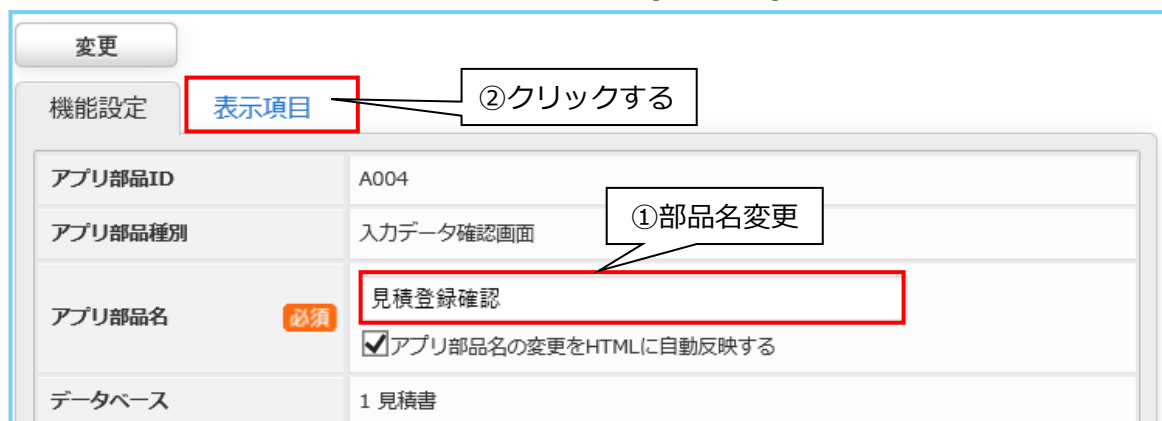 変更
機能設定 表示項目 ②クリックする
アプリ部品ID A004
アプリ部品種別 入力データ確認画面 ①部品名変更
アプリ部品名 必須 見積登録確認
アプリ部品名の変更をHTMLに自動反映する
データベース 1 見積書